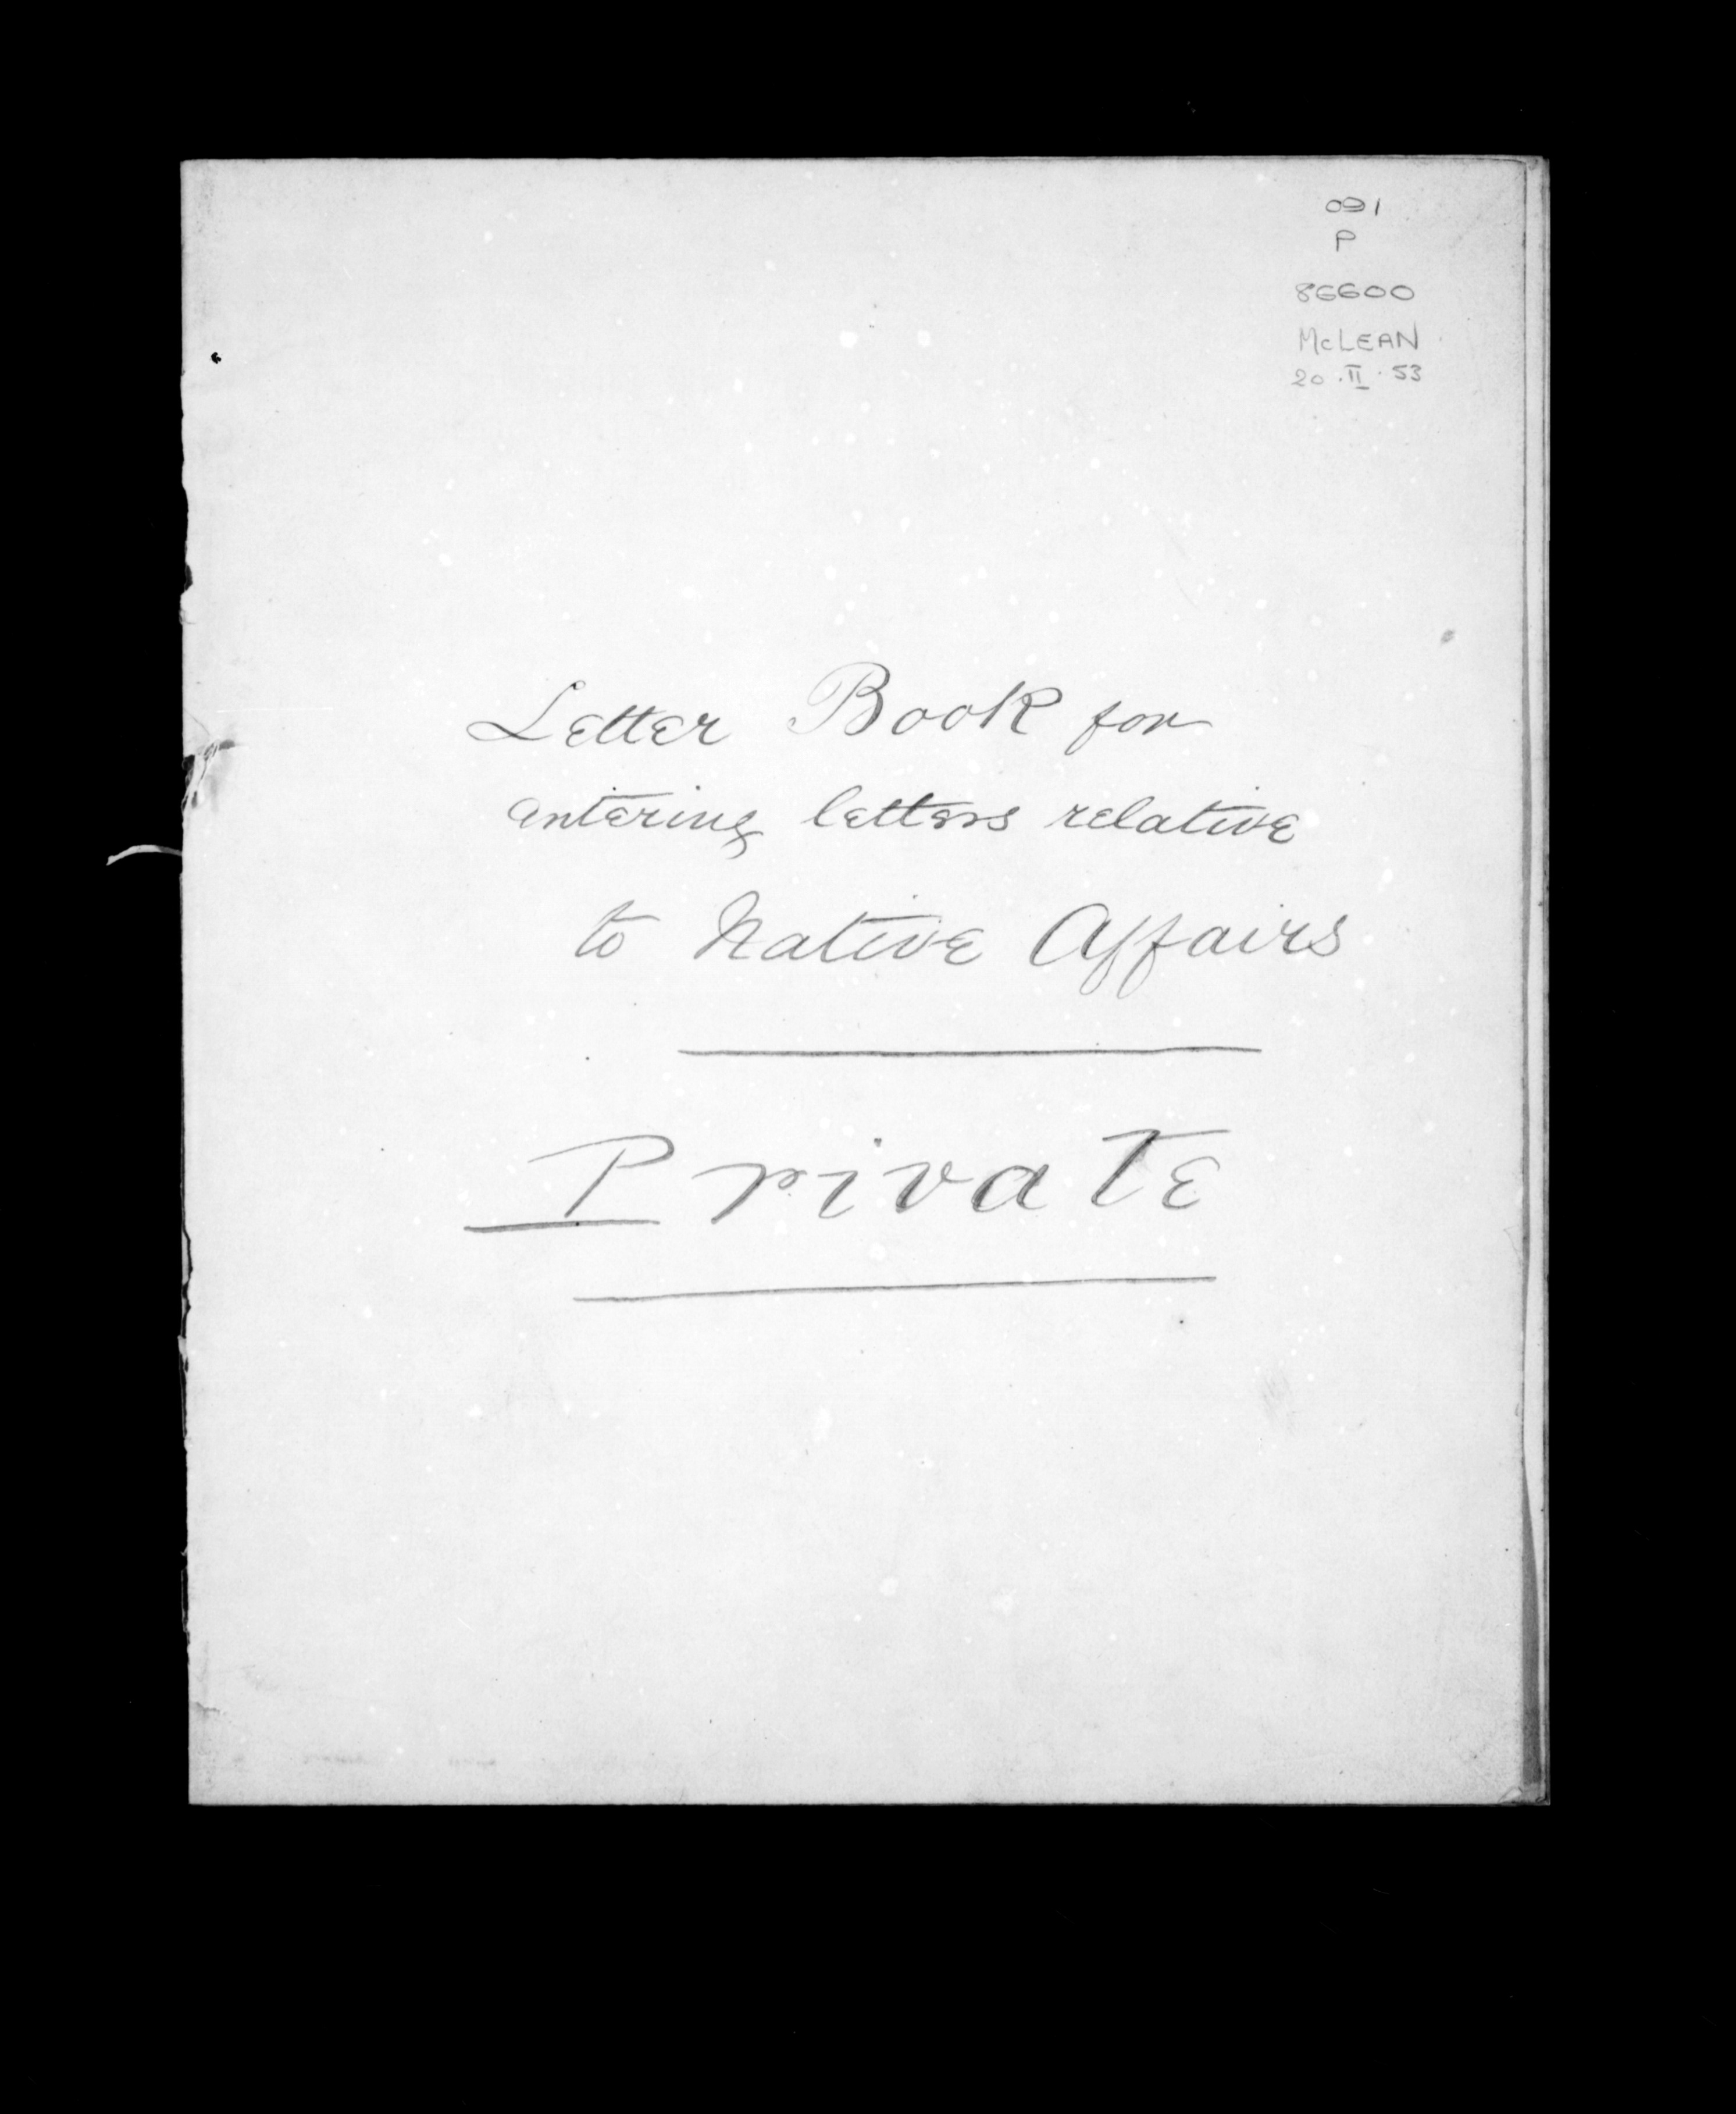 091
P
86600
McLEAN
20.II.53
Letter Book for
entering letters relative
to Native Affairs
Private